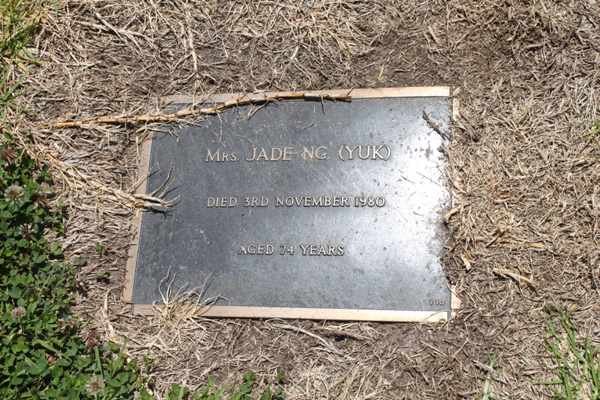 Mrs. JADE NG. (YUK)
DIED 3RD NOVEMBER 1980
AGED 74 YEARS